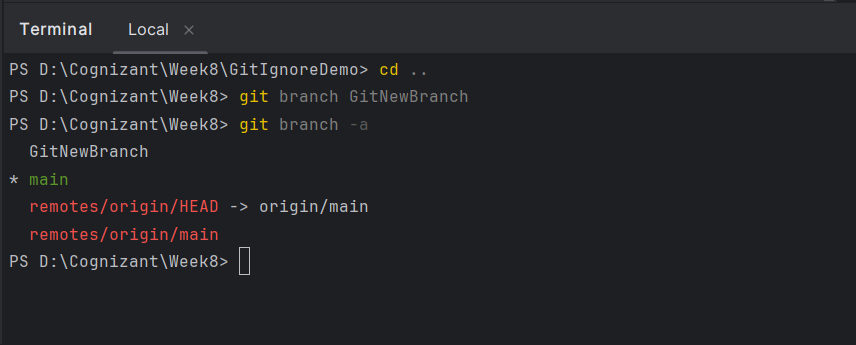 Terminal Local ×
PS D:\Cognizant\Week8\GitIgnoreDemo> cd ..
PS D:\Cognizant\Week8> git branch GitNewBranch
PS D:\Cognizant\Week8> git branch -a
  GitNewBranch
* main
  remotes/origin/HEAD -> origin/main
  remotes/origin/main
PS D:\Cognizant\Week8>